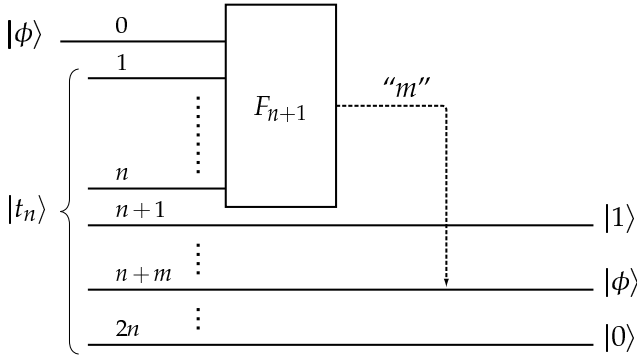 |ϕ⟩ 0
1
F_{n+1} “m”
n
|t_n⟩ n + 1 |1⟩
n + m |ϕ⟩
2n |0⟩